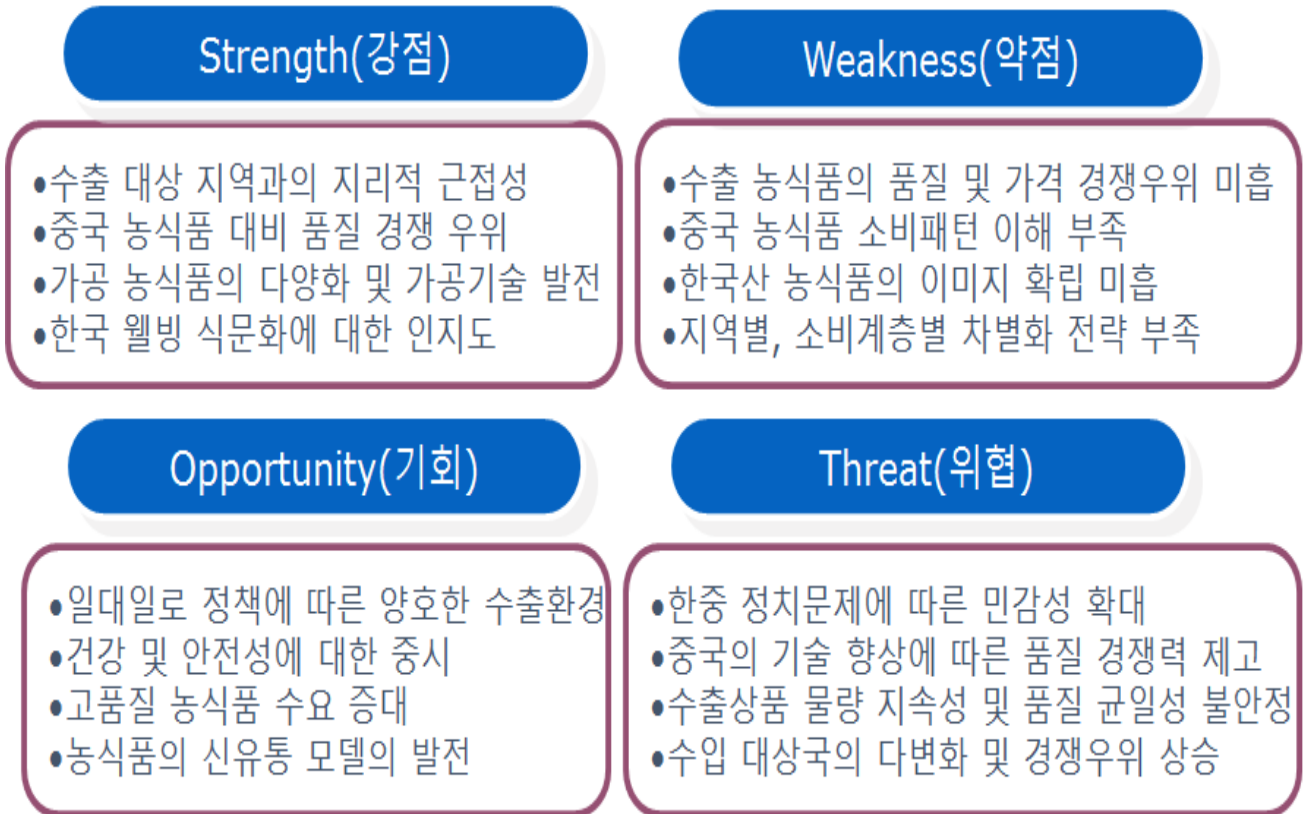 Strength(강점)
•수출 대상 지역과의 지리적 근접성
•중국 농식품 대비 품질 경쟁 우위
•가공 농식품의 다양화 및 가공기술 발전
•한국 웰빙 식문화에 대한 인지도
Weakness(약점)
•수출 농식품의 품질 및 가격 경쟁우위 미흡
•중국 농식품 소비패턴 이해 부족
•한국산 농식품의 이미지 확립 미흡
•지역별, 소비계층별 차별화 전략 부족
Opportunity(기회)
•일대일로 정책에 따른 양호한 수출환경
•건강 및 안전성에 대한 중시
•고품질 농식품 수요 증대
•농식품의 신유통 모델의 발전
Threat(위협)
•한중 정치문제에 따른 민감성 확대
•중국의 기술 향상에 따른 품질 경쟁력 제고
•수출상품 물량 지속성 및 품질 균일성 불안정
•수입 대상국의 다변화 및 경쟁우위 상승